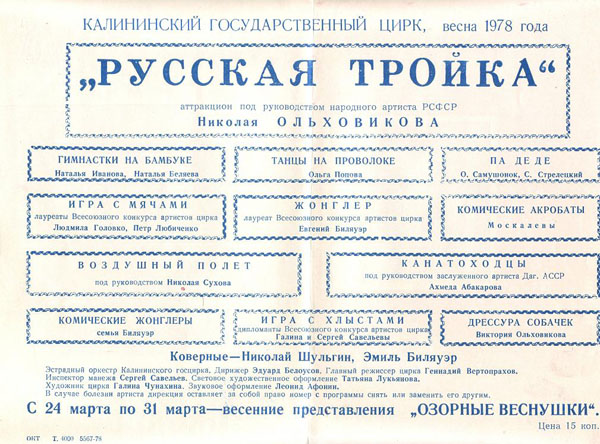 КАЛИНИНСКИЙ ГОСУДАРСТВЕННЫЙ ЦИРК, весна 1978 года
„РУССКАЯ ТРОЙКА“
аттракцион под руководством народного артиста РСФСР
Николая ОЛЬХОВИКОВА
ГИМНАСТКИ НА БАМБУКЕ
Наталья Иванова, Наталья Беляева
ТАНЦЫ НА ПРОВОЛОКЕ
Ольга Попова
ПА ДЕДЕ
О. Самушонок, С. Стрелецкий
ИГРА С МЯЧАМИ
лауреаты Всесоюзного конкурса артистов цирка
Людмила Головко, Петр Любиченко
ЖОНГЛЕР
лауреат Всесоюзного конкурса артистов цирка
Евгений Биляуэр
КОМИЧЕСКИЕ АКРОБАТЫ
Москалевы
ВОЗДУШНЫЙ ПОЛЕТ
под руководством Николая Сухова
КАНАТОХОДЦЫ
под руководством заслуженного артиста Даг. АССР
Ахмеда Абакарова
КОМИЧЕСКИЕ ЖОНГЛЕРЫ
семья Биляуэр
ИГРА С ХЛЫСТАМИ
дипломанты Всесоюзного конкурса артистов цирка
Галина и Сергей Савельевы
ДРЕССУРА СОБАЧЕК
Виктория Ольховикова
Коверные—Николай Шульгин, Эмиль Биляуэр
Эстрадный оркестр Калининского госцирка, Дирижер Эдуард Белоусов. Главный режиссер цирка Геннадий Вертопрахов.
Инспектор манежа Сергей Савельев. Световое художественное оформление Татьяна Лукьянова.
Художник цирка Галина Чунахина. Звуковое оформление Леонид Афонин.
В случае болезни артиста дирекция оставляет за собой право номер с программы снять или заменить его другим.
С 24 марта по 31 марта—весенние представления „ОЗОРНЫЕ ВЕСНУШКИ“.
Цена 15 коп.
ОКТ Т. 4000 5567-78